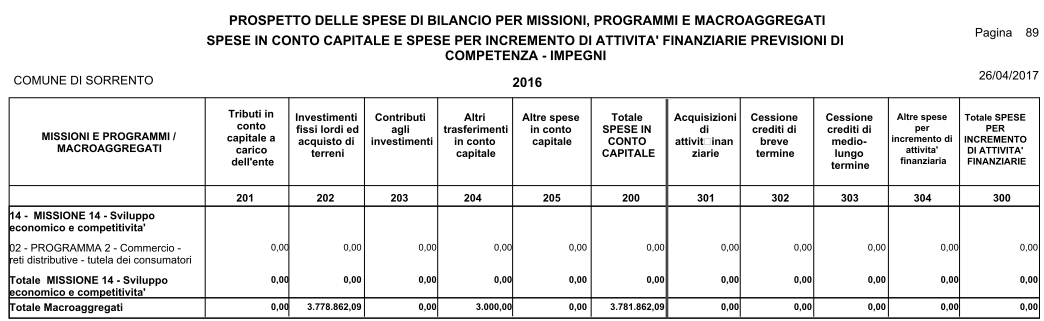 PROSPETTO DELLE SPESE DI BILANCIO PER MISSIONI, PROGRAMMI E MACROAGGREGATI
SPESE IN CONTO CAPITALE E SPESE PER INCREMENTO DI ATTIVITA' FINANZIARIE PREVISIONI DI
COMPETENZA - IMPEGNI
Pagina 89
COMUNE DI SORRENTO
2016
26/04/2017
MISSIONI E PROGRAMMI /
MACROAGGREGATI
Tributi in
conto
capitale a
carico
dell'ente
Investimenti
fissi lordi ed
acquisto di
terreni
Contributi
agli
investimenti
Altri
trasferimenti
in conto
capitale
Altre spese
in conto
capitale
Totale
SPESE IN
CONTO
CAPITALE
Acquisizioni
di
attivit□inan
ziarie
Cessione
crediti di
breve
termine
Cessione
crediti di
medio-
lungo
termine
Altre spese
per
incremento di
attivita'
finanziaria
Totale SPESE
PER
INCREMENTO
DI ATTIVITA'
FINANZIARIE
201 202 203 204 205 200 301 302 303 304 300
14 - MISSIONE 14 - Sviluppo
economico e competitivita'
02 - PROGRAMMA 2 - Commercio - 0,00 0,00 0,00 0,00 0,00 0,00 0,00 0,00 0,00 0,00 0,00
reti distributive - tutela dei consumatori
Totale MISSIONE 14 - Sviluppo 0,00 0,00 0,00 0,00 0,00 0,00 0,00 0,00 0,00 0,00 0,00
economico e competitivita'
Totale Macroaggregati 0,00 3.778.862,09 0,00 3.000,00 0,00 3.781.862,09 0,00 0,00 0,00 0,00 0,00